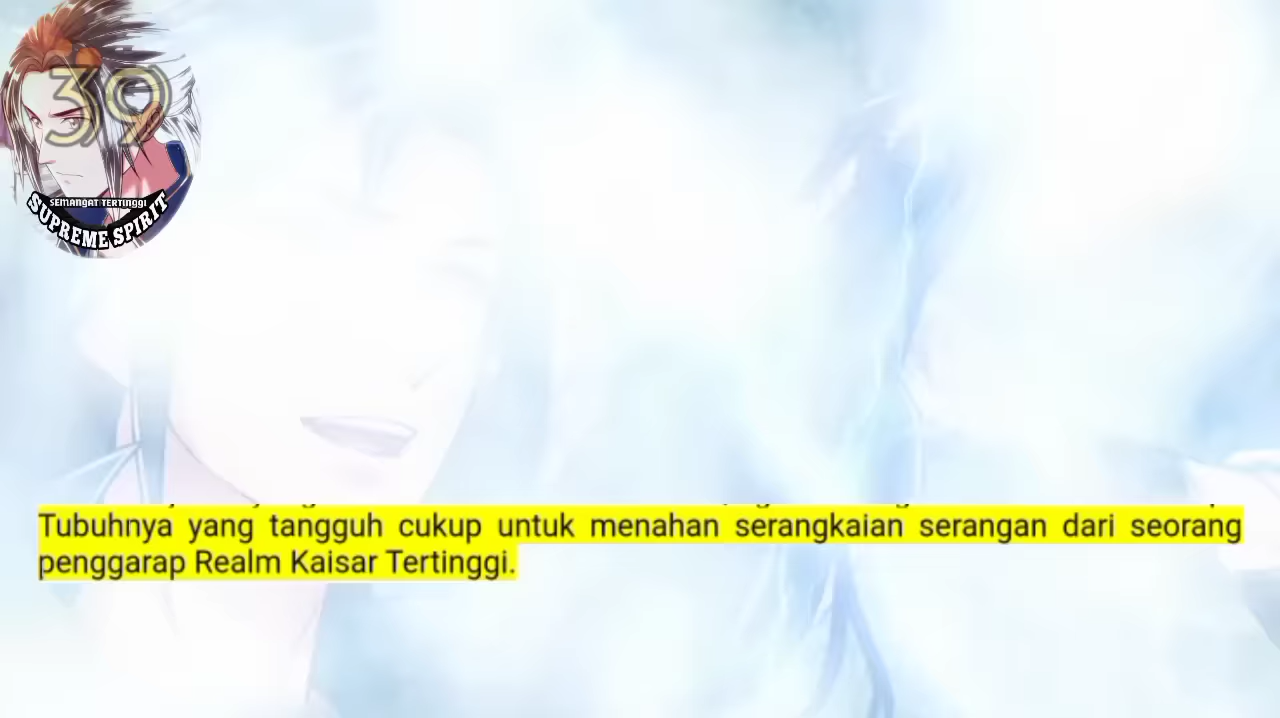 39
SEMANGAT TERTINGGI
SUPREME SPIRIT
Tubuhnya yang tangguh cukup untuk menahan serangkaian serangan dari seorang
penggarap Realm Kaisar Tertinggi.